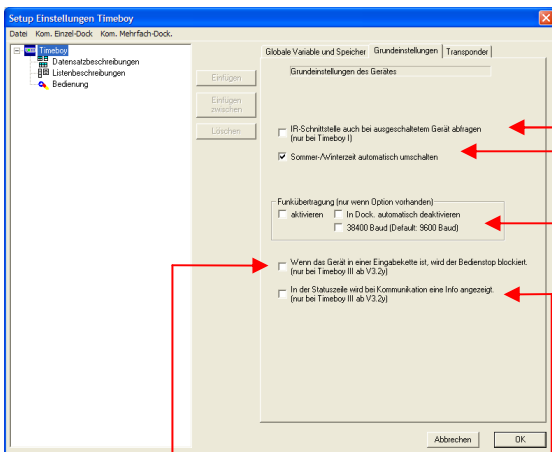 Setup Einstellungen Timeboy
Datei Kom. Einzel-Dock Kom. Mehrfach-Dock.
Timeboy
Datensatzbeschreibungen
Listenbeschreibungen
Bedienung
Einfügen
Einfügen
zwischen
Löschen
Globale Variable und Speicher Grundeinstellungen Transponder
Grundeinstellungen des Gerätes
IR-Schnittstelle auch bei ausgeschaltetem Gerät abfragen
(nur bei Timeboy I)
Sommer-/Winterzeit automatisch umschalten
Funkübertragung (nur wenn Option vorhanden)
aktivieren In Dock. automatisch deaktivieren
38400 Baud (Default: 9600 Baud)
Wenn das Gerät in einer Eingabekette ist, wird der Bedienstop blockiert.
(nur bei Timeboy III ab V3.2y)
In der Statuszeile wird bei Kommunikation eine Info angezeigt.
(nur bei Timeboy III ab V3.2y)
Abbrechen OK